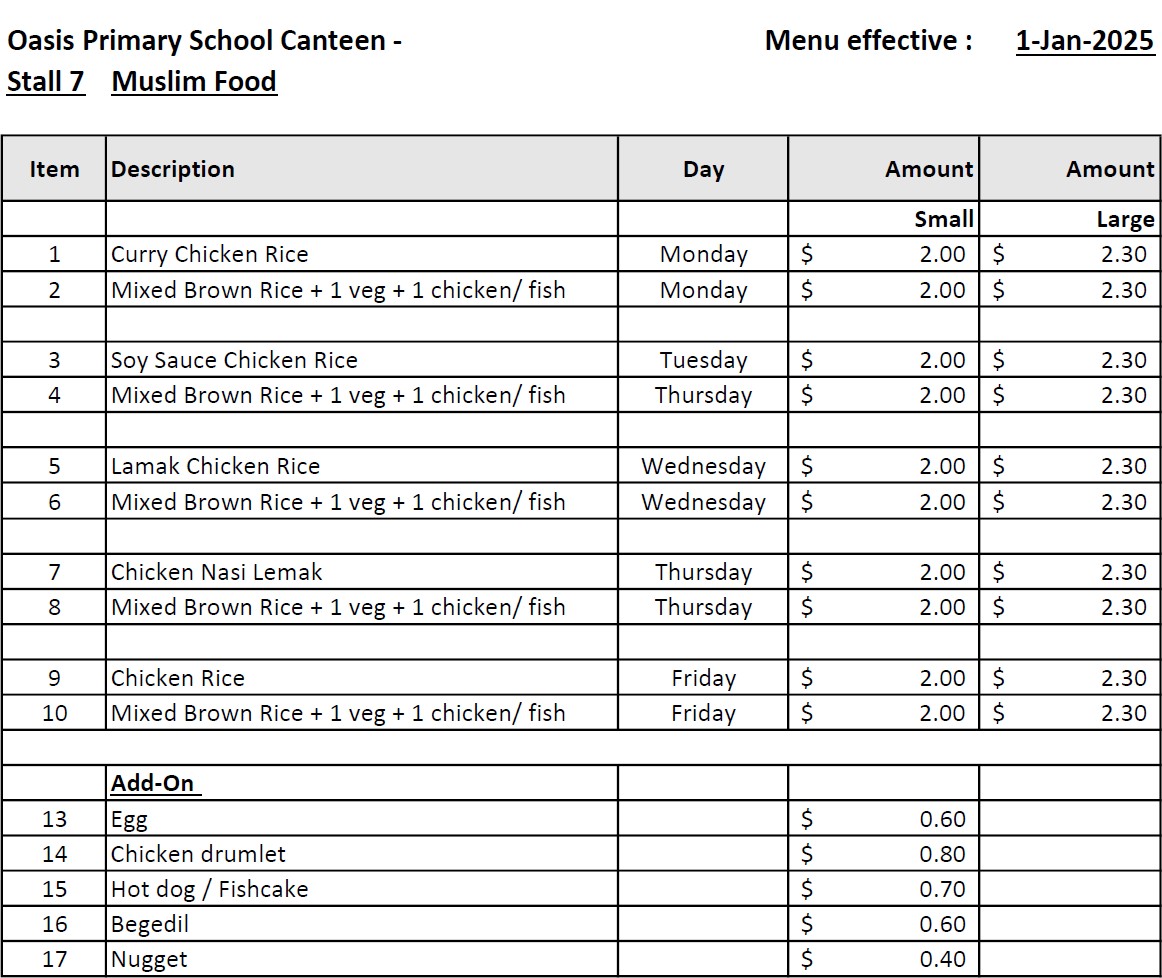 Oasis Primary School Canteen - Menu effective : 1-Jan-2025
Stall 7 Muslim Food
Item Description Day Amount Amount
Small Large
1 Curry Chicken Rice Monday $ 2.00 $ 2.30
2 Mixed Brown Rice + 1 veg + 1 chicken/ fish Monday $ 2.00 $ 2.30
3 Soy Sauce Chicken Rice Tuesday $ 2.00 $ 2.30
4 Mixed Brown Rice + 1 veg + 1 chicken/ fish Thursday $ 2.00 $ 2.30
5 Lamak Chicken Rice Wednesday $ 2.00 $ 2.30
6 Mixed Brown Rice + 1 veg + 1 chicken/ fish Wednesday $ 2.00 $ 2.30
7 Chicken Nasi Lemak Thursday $ 2.00 $ 2.30
8 Mixed Brown Rice + 1 veg + 1 chicken/ fish Thursday $ 2.00 $ 2.30
9 Chicken Rice Friday $ 2.00 $ 2.30
10 Mixed Brown Rice + 1 veg + 1 chicken/ fish Friday $ 2.00 $ 2.30
Add-On
13 Egg $ 0.60
14 Chicken drumlet $ 0.80
15 Hot dog / Fishcake $ 0.70
16 Begedil $ 0.60
17 Nugget $ 0.40